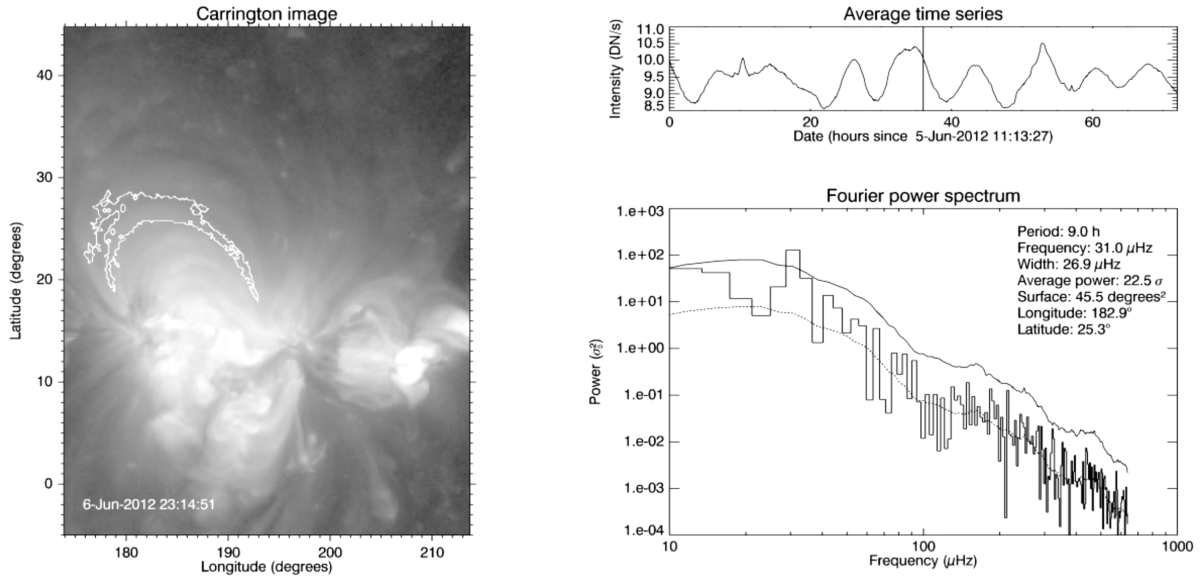 Carrington image
40
30
20
10
0
Latitude (degrees)
6-Jun-2012 23:14:51
180
190
200
210
Longitude (degrees)
Average time series
11.0
10.5
10.0
9.5
9.0
8.5
Intensity (DN/s)
0
20
40
60
Date (hours since 5-Jun-2012 11:13:27)
Fourier power spectrum
1.e+03
1.e+02
1.e+01
1.e+00
1.e-01
1.e-02
1.e-03
1.e-04
Power (σ₀²)
Period: 9.0 h
Frequency: 31.0 μHz
Width: 26.9 μHz
Average power: 22.5 σ
Surface: 45.5 degrees²
Longitude: 182.9°
Latitude: 25.3°
10
100
1000
Frequency (μHz)